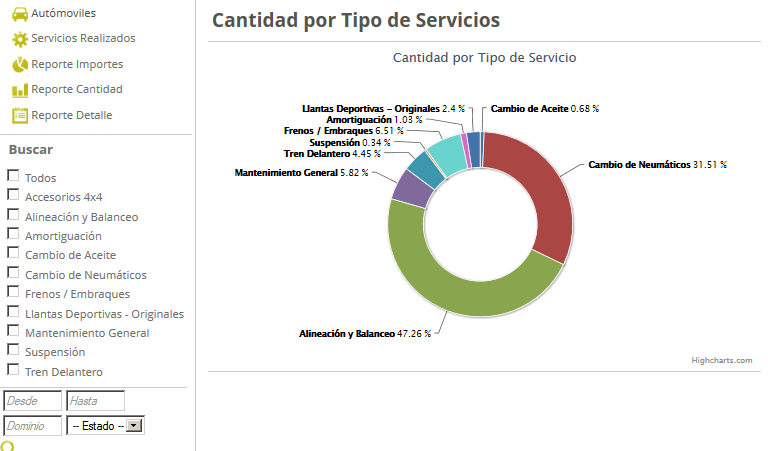 Autómoviles
Servicios Realizados
Reporte Importes
Reporte Cantidad
Reporte Detalle
Buscar
Todos
Accesorios 4x4
Alineación y Balanceo
Amortiguación
Cambio de Aceite
Cambio de Neumáticos
Frenos / Embraques
Llantas Deportivas - Originales
Mantenimiento General
Suspensión
Tren Delantero
Desde Hasta
Dominio -- Estado --
Cantidad por Tipo de Servicios
Cantidad por Tipo de Servicio
Llantas Deportivas – Originales 2.4 % Cambio de Aceite 0.68 %
Amortiguación 1.03 %
Frenos / Embraques 6.51 %
Suspensión 0.34 %
Tren Delantero 4.45 %
Cambio de Neumáticos 31.51 %
Mantenimiento General 5.82 %
Alineación y Balanceo 47.26 %
Highcharts.com